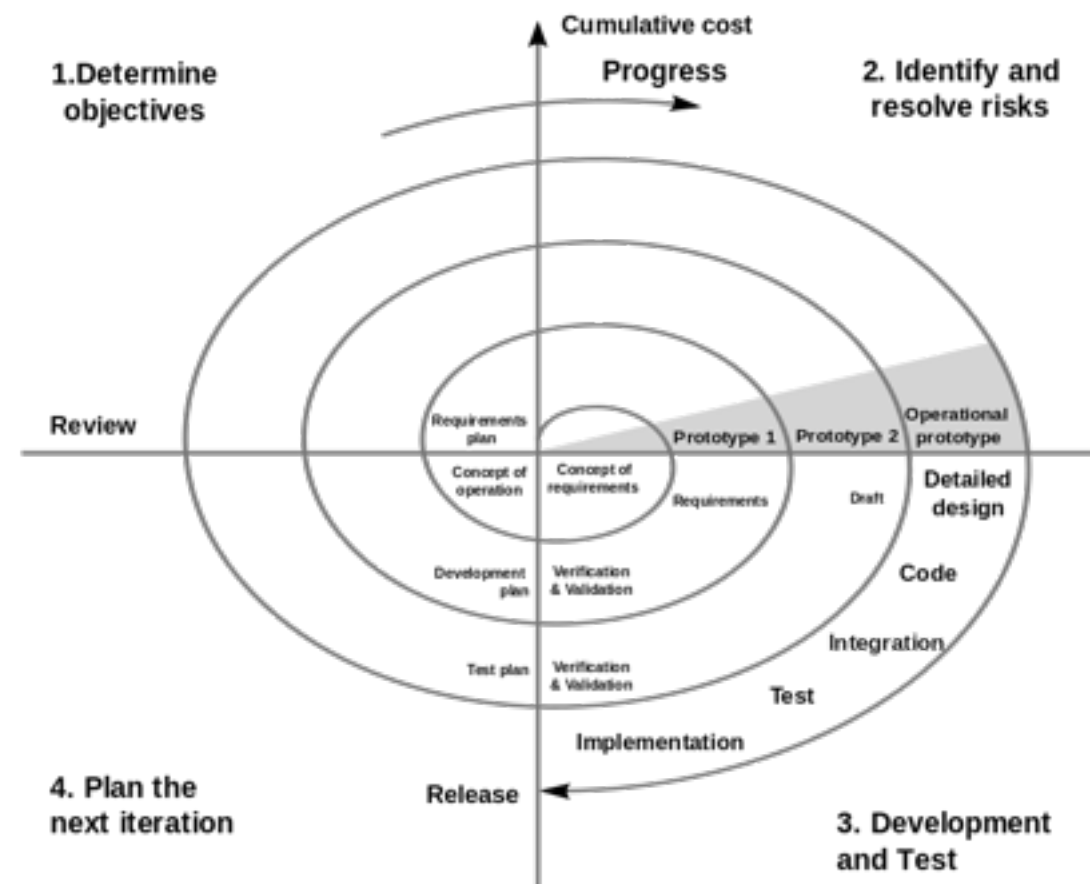 Cumulative cost
Progress
1.Determine
objectives
2. Identify and
resolve risks
Review
Requirements
plan
Prototype 1
Prototype 2
Operational
prototype
Concept of
operation
Concept of
requirements
Requirements
Draft
Detailed
design
Code
Integration
Test
Implementation
Development
plan
Verification
& Validation
Test plan
Verification
& Validation
Release
4. Plan the
next iteration
3. Development
and Test